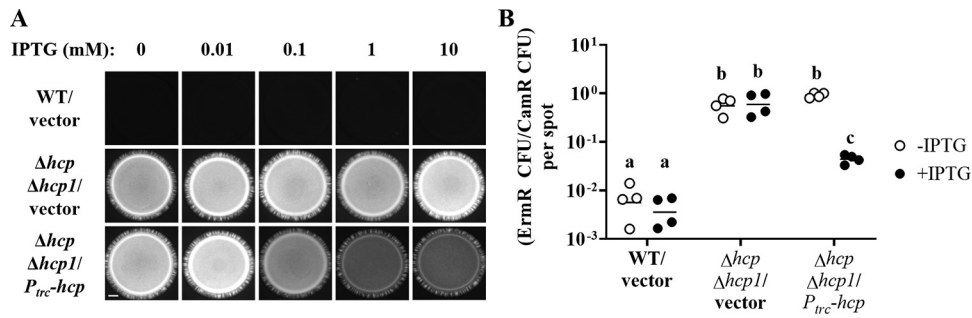 A
IPTG (mM): 0 0.01 0.1 1 10
WT/
vector
Δhcp
Δhcp1/
vector
Δhcp
Δhcp1/
Ptrc-hcp
B
(ErmR CFU/CamR CFU)
per spot
10¹
10⁰
10⁻¹
10⁻²
10⁻³
a a b b b c
-IPTG
+IPTG
WT/
vector
Δhcp
Δhcp1/
vector
Δhcp
Δhcp1/
Ptrc-hcp